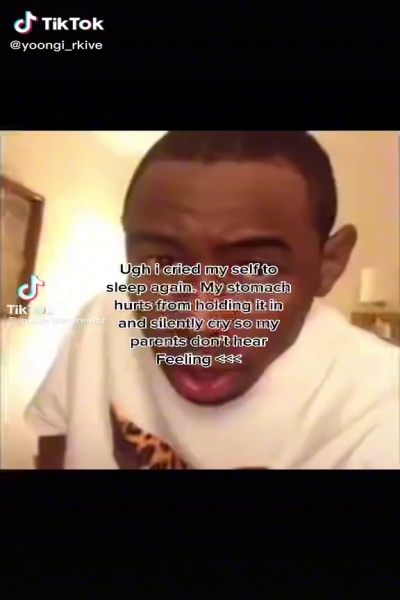 TikTok
@yoongi_rkive
Ugh i cried my self to
sleep again. My stomach
hurts from holding it in
and silently cry so my
parents don't hear
Feeling <<<
TikTok